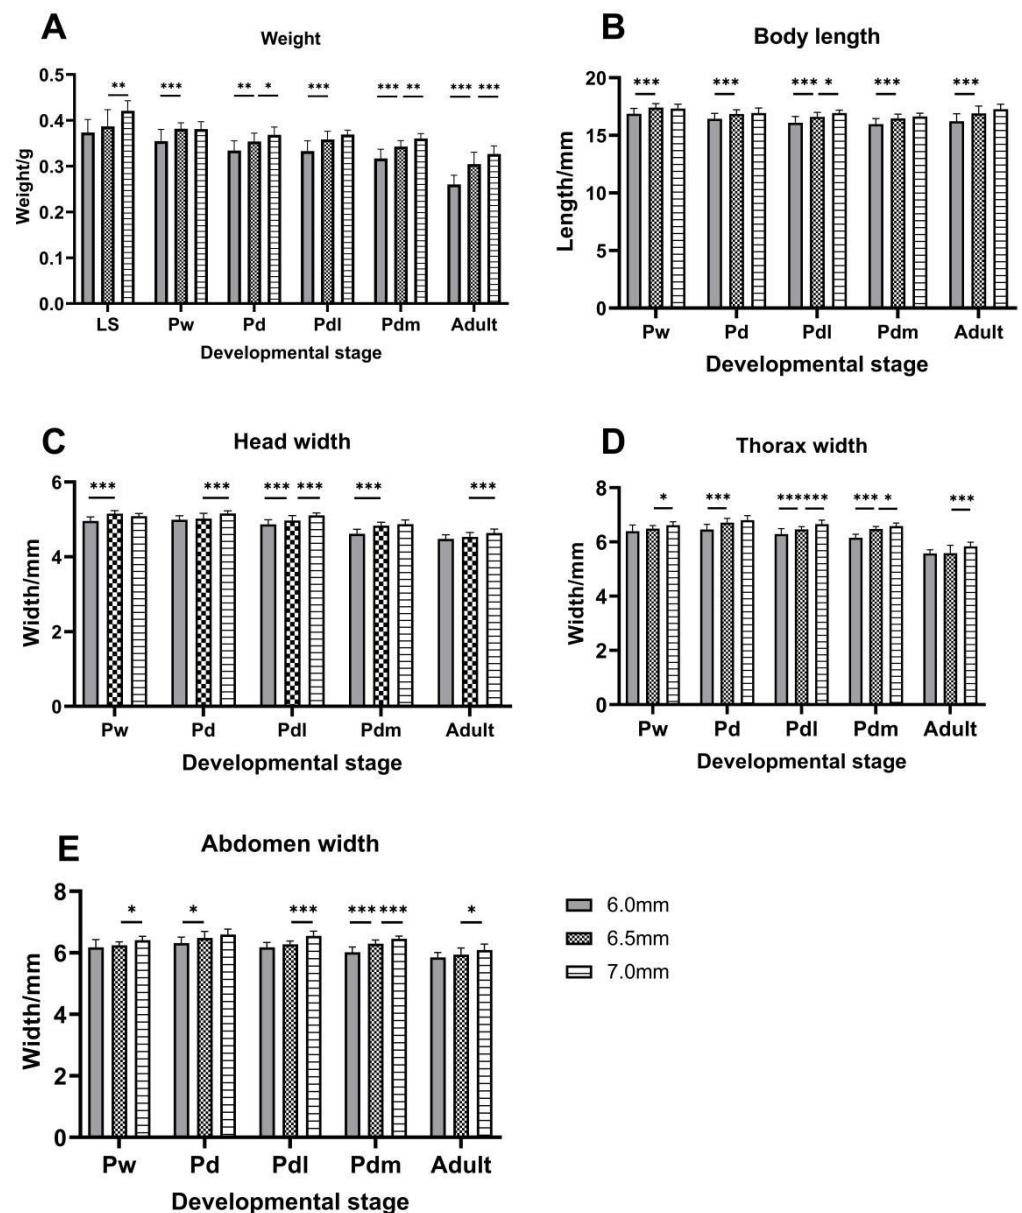 A
Weight
** *** ** * *** *** ** *** ***
0.5
0.4
0.3
0.2
0.1
0.0
Weight/g
LS Pw Pd Pdl Pdm Adult
Developmental stage
B
Body length
*** *** *** * *** ***
20
15
10
5
0
Length/mm
Pw Pd Pdl Pdm Adult
Developmental stage
C
Head width
*** *** *** *** *** ***
6
4
2
0
Width/mm
Pw Pd Pdl Pdm Adult
Developmental stage
D
Thorax width
* *** *** *** *** * ***
8
6
4
2
0
Width/mm
Pw Pd Pdl Pdm Adult
Developmental stage
E
Abdomen width
* * *** *** *** *
8
6
4
2
0
Width/mm
Pw Pd Pdl Pdm Adult
Developmental stage
6.0mm
6.5mm
7.0mm